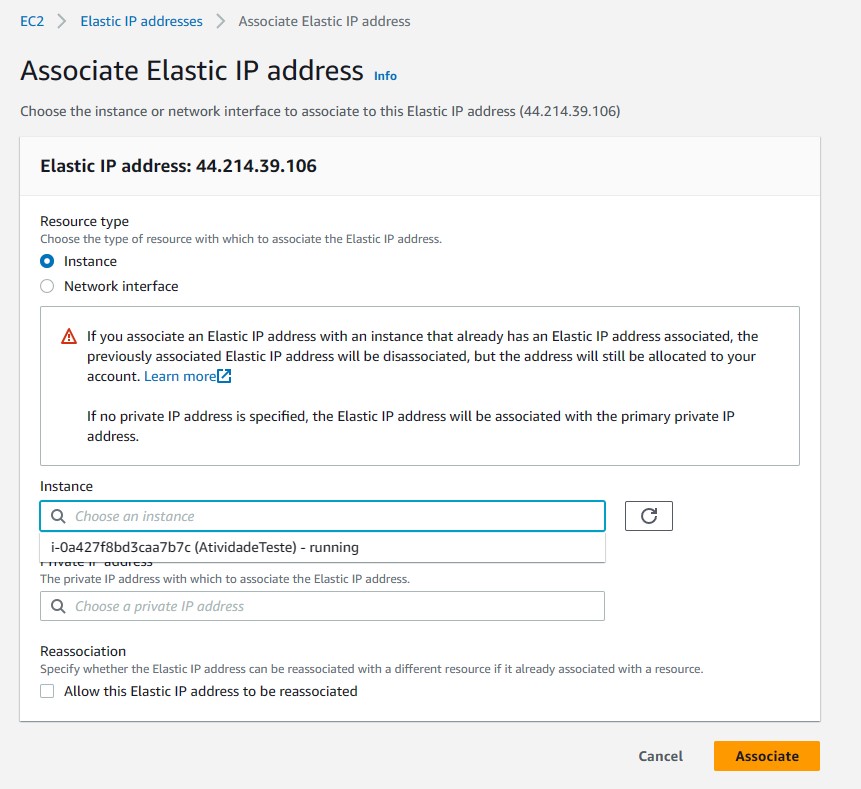 EC2 > Elastic IP addresses > Associate Elastic IP address
Associate Elastic IP address Info
Choose the instance or network interface to associate to this Elastic IP address (44.214.39.106)
Elastic IP address: 44.214.39.106
Resource type
Choose the type of resource with which to associate the Elastic IP address.
Instance
Network interface
If you associate an Elastic IP address with an instance that already has an Elastic IP address associated, the
previously associated Elastic IP address will be disassociated, but the address will still be allocated to your
account. Learn more
If no private IP address is specified, the Elastic IP address will be associated with the primary private IP
address.
Instance
Choose an instance
i-0a427f8bd3caa7b7c (AtividadeTeste) - running
Private IP address
The private IP address with which to associate the Elastic IP address.
Choose a private IP address
Reassociation
Specify whether the Elastic IP address can be reassociated with a different resource if it already associated with a resource.
Allow this Elastic IP address to be reassociated
Cancel
Associate